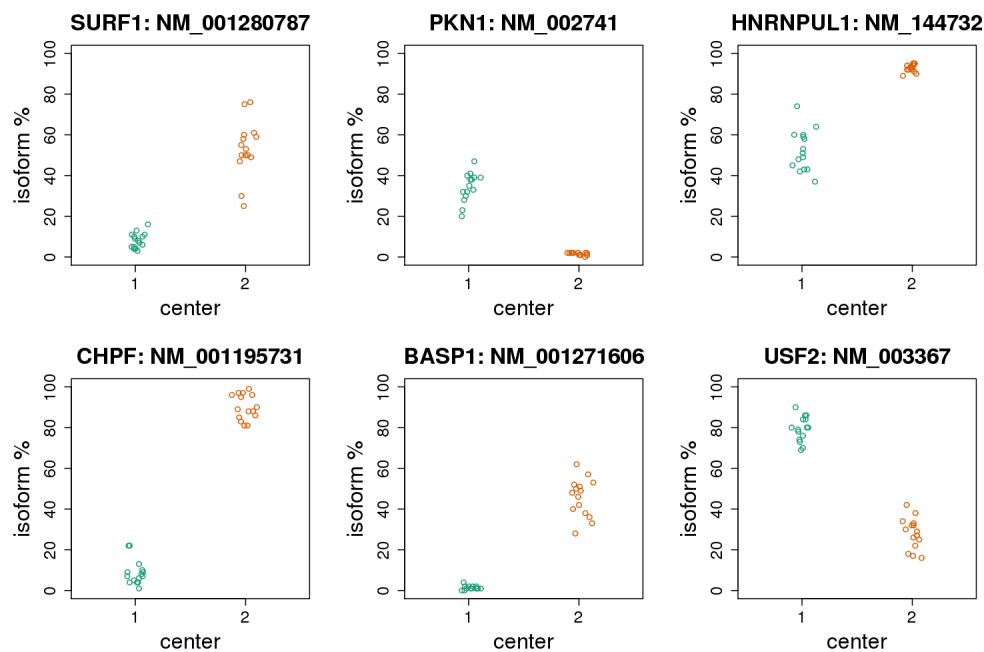 SURF1: NM_001280787
isoform %
100
80
60
40
20
0
1 2
center
PKN1: NM_002741
isoform %
100
80
60
40
20
0
1 2
center
HNRNPUL1: NM_144732
isoform %
100
80
60
40
20
0
1 2
center
CHPF: NM_001195731
isoform %
100
80
60
40
20
0
1 2
center
BASP1: NM_001271606
isoform %
100
80
60
40
20
0
1 2
center
USF2: NM_003367
isoform %
100
80
60
40
20
0
1 2
center